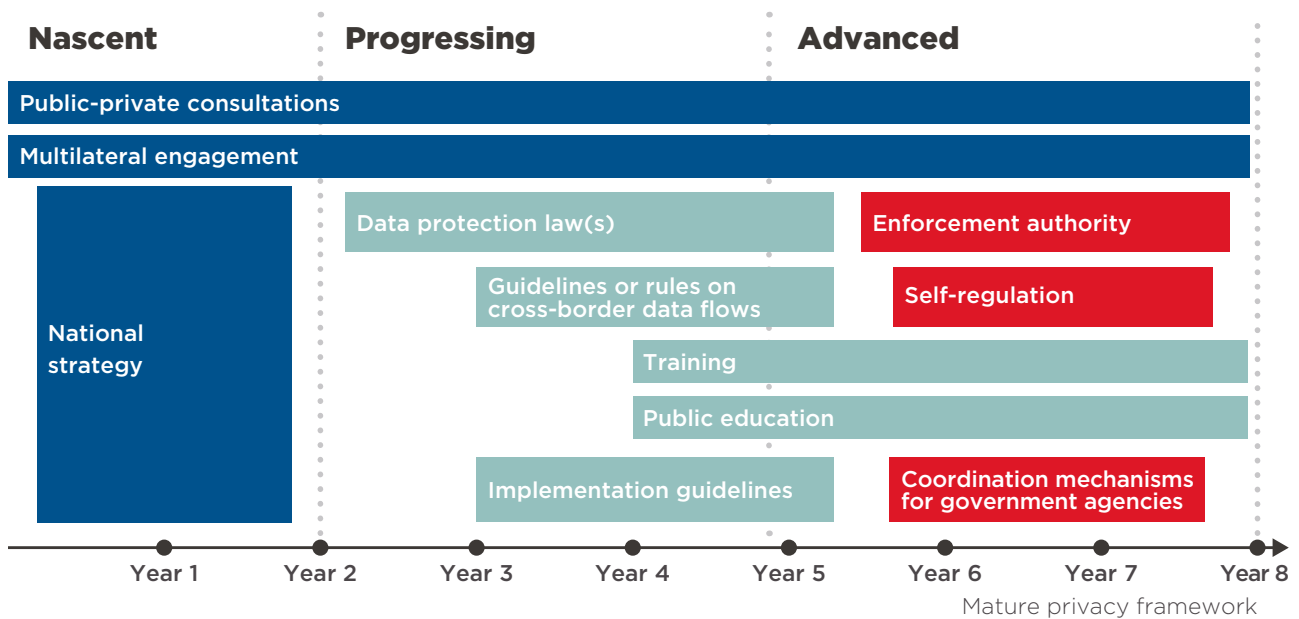 Nascent
Progressing
Advanced
Public-private consultations
Multilateral engagement
National
strategy
Data protection law(s)
Enforcement authority
Guidelines or rules on
cross-border data flows
Self-regulation
Training
Public education
Implementation guidelines
Coordination mechanisms
for government agencies
Year 1
Year 2
Year 3
Year 4
Year 5
Year 6
Year 7
Year 8
Mature privacy framework